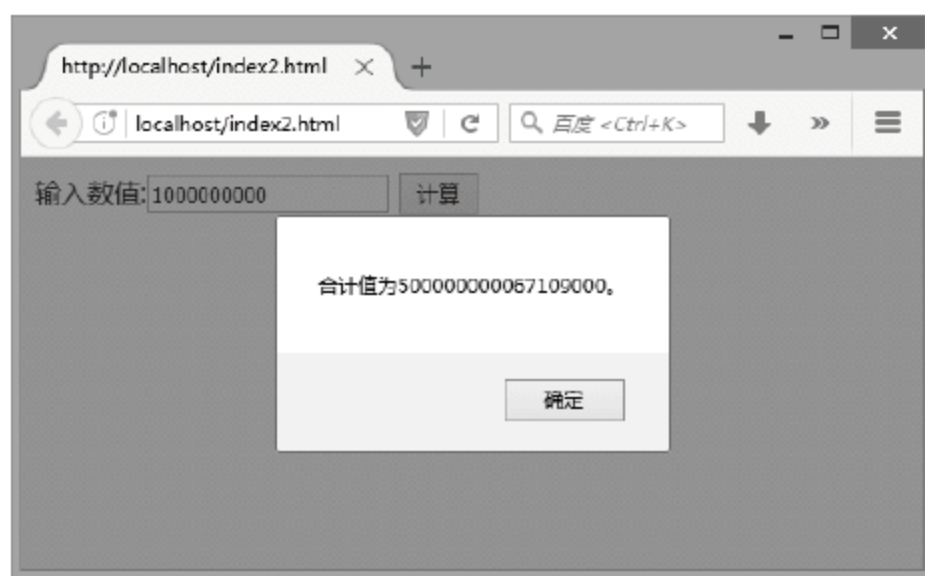 http://localhost/index2.html
localhost/index2.html
百度 <Ctrl+K>
输入数值:1000000000 计算
合计值为500000000067109000。
确定